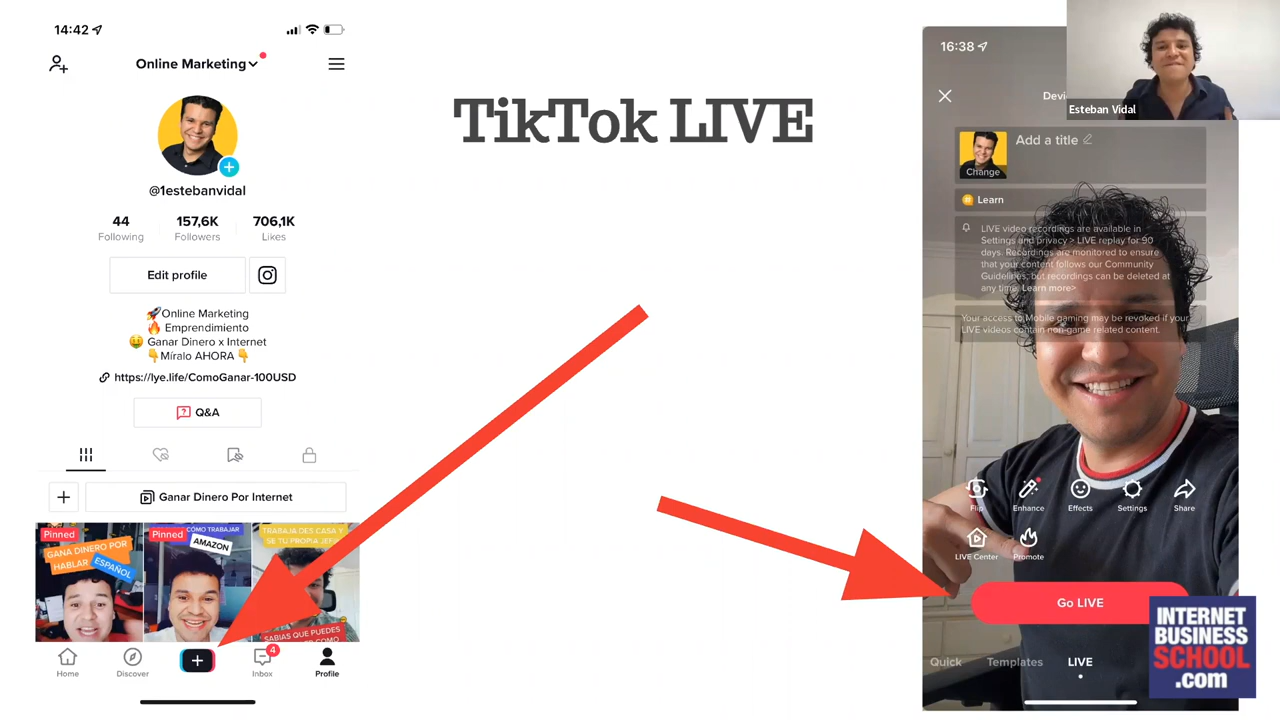 14:42
Online Marketing
@1estebanvidal
44
Following
157,6K
Followers
706,1K
Likes
Edit profile
🚀Online Marketing
🔥 Emprendimiento
🤑 Ganar Dinero x Internet
👇Míralo AHORA 👇
https://lye.life/ComoGanar-100USD
Q&A
Ganar Dinero Por Internet
Pinned
GANA DINERO POR
HABLAR ESPAÑOL
Pinned
CÓMO TRABAJAR
AMAZON
TRABAJA DES CASA Y
SE TU PROPIA JEF
SABIAS QUE PUEDES
Home
Discover
4
Inbox
Profile
TikTok LIVE
16:38
Esteban Vidal
Add a title
Change
Learn
LIVE video recordings are available in
Settings and privacy > LIVE replay for 90
days. Recordings are monitored to ensure
that your content follows our Community
Guidelines, but recordings can be deleted at
any time. Learn more>
Your access to Mobile gaming may be revoked if your
LIVE videos contain non-game related content.
Flip
Enhance
Effects
Settings
Share
LIVE Center
Promote
Go LIVE
Quick
Templates
LIVE
INTERNET
BUSINESS
SCHOOL
.com